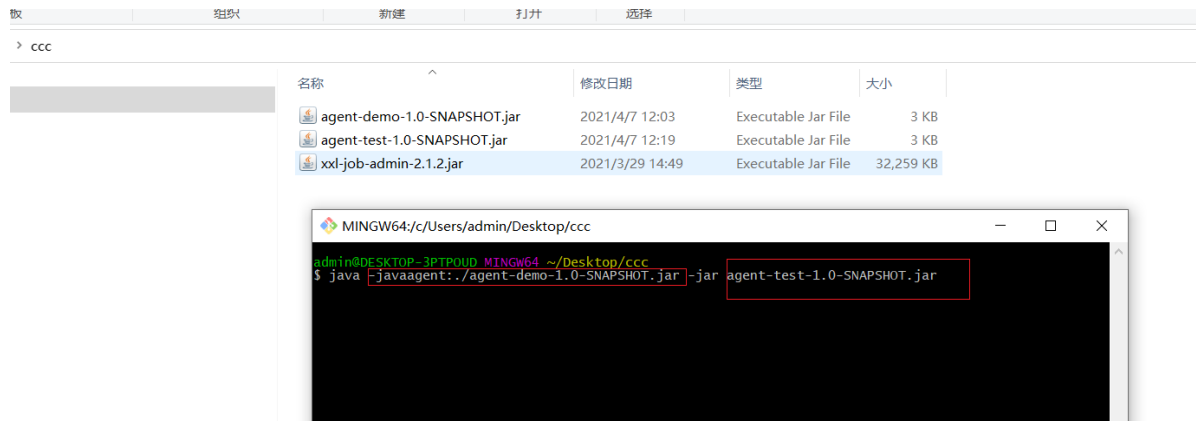 板 组织 新建 打开 选择
> ccc
名称 修改日期 类型 大小
agent-demo-1.0-SNAPSHOT.jar 2021/4/7 12:03 Executable Jar File 3 KB
agent-test-1.0-SNAPSHOT.jar 2021/4/7 12:19 Executable Jar File 3 KB
xxl-job-admin-2.1.2.jar 2021/3/29 14:49 Executable Jar File 32,259 KB
MINGW64:/c/Users/admin/Desktop/ccc
admin@DESKTOP-3PTPOUD MINGW64 ~/Desktop/ccc
$ java -javaagent:./agent-demo-1.0-SNAPSHOT.jar -jar agent-test-1.0-SNAPSHOT.jar